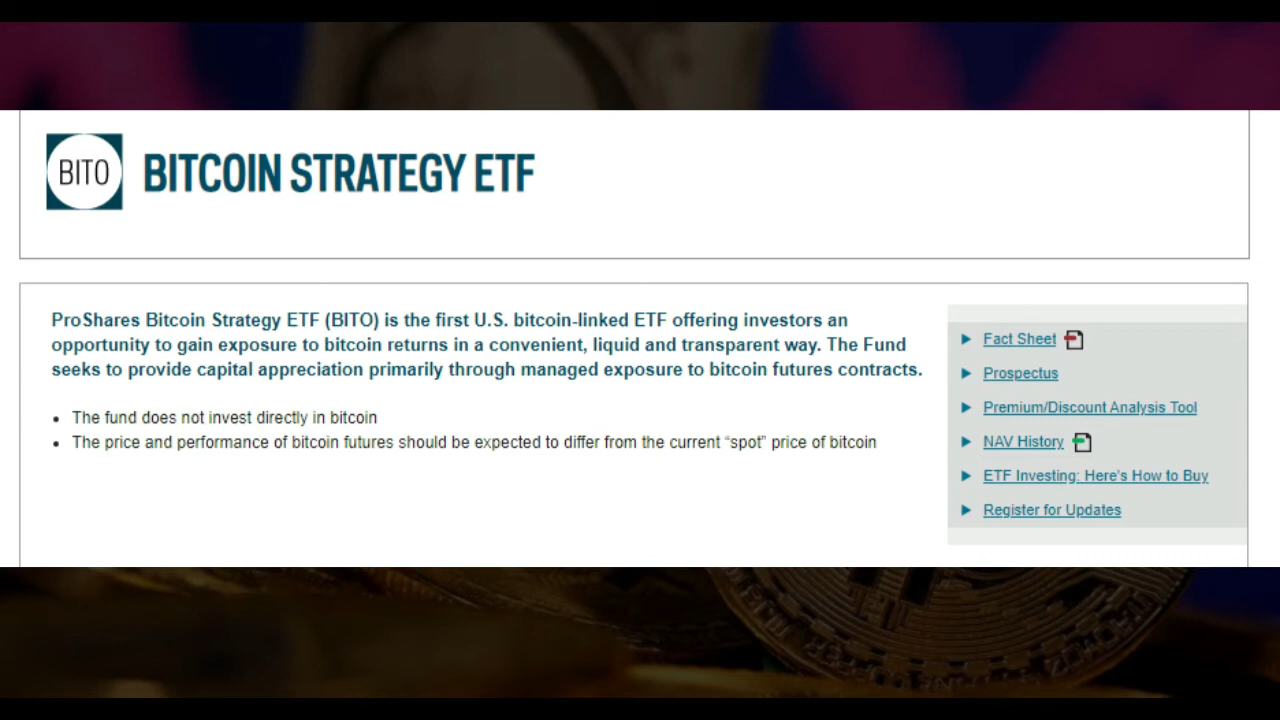 BITO
BITCOIN STRATEGY ETF
ProShares Bitcoin Strategy ETF (BITO) is the first U.S. bitcoin-linked ETF offering investors an
opportunity to gain exposure to bitcoin returns in a convenient, liquid and transparent way. The Fund
seeks to provide capital appreciation primarily through managed exposure to bitcoin futures contracts.
• The fund does not invest directly in bitcoin
• The price and performance of bitcoin futures should be expected to differ from the current “spot” price of bitcoin
Fact Sheet
Prospectus
Premium/Discount Analysis Tool
NAV History
ETF Investing: Here's How to Buy
Register for Updates